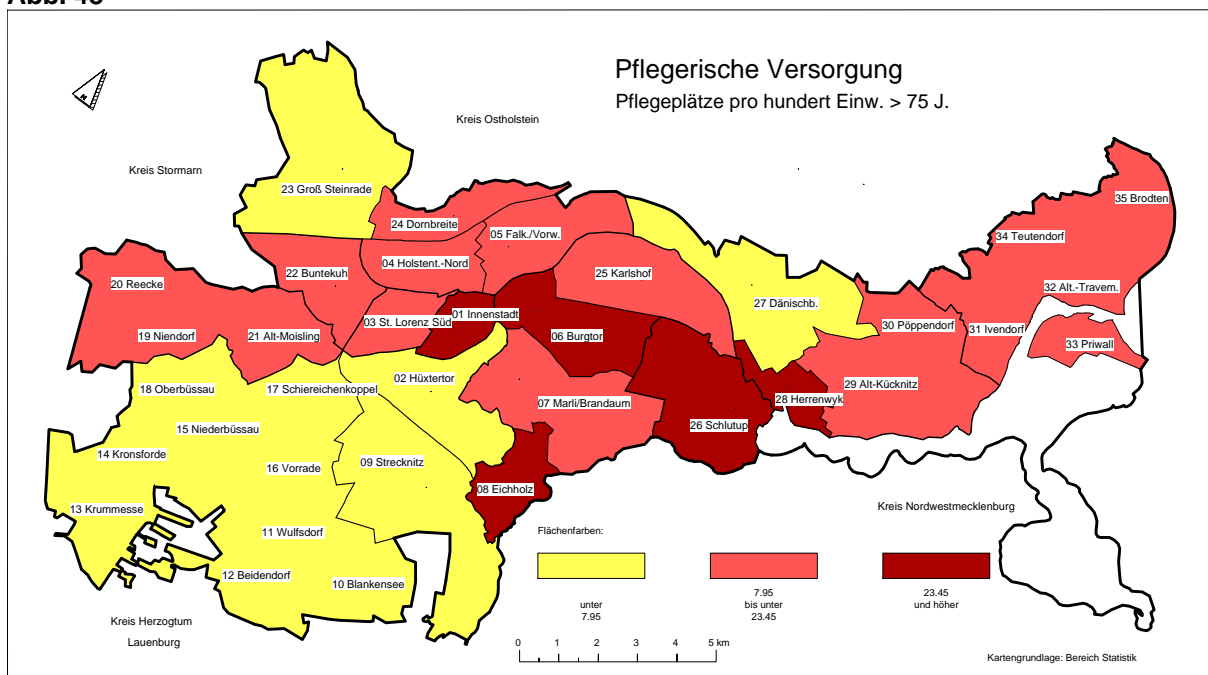 Pflegerische Versorgung
Pflegeplätze pro hundert Einw. > 75 J.
N
Kreis Ostholstein
Kreis Stormarn
23 Groß Steinrade
35 Brodten
24 Dornbreite
05 Falk./Vorw.
34 Teutendorf
04 Holstent.-Nord
22 Buntekuh
25 Karlshof
20 Reecke
32 Alt.-Travem.
27 Dänischb.
01 Innenstadt
03 St. Lorenz Süd
30 Pöppendorf
31 Ivendorf
19 Niendorf
21 Alt-Moisling
06 Burgtor
33 Priwall
02 Hüxtertor
29 Alt-Kücknitz
18 Oberbüssau
17 Schiereichenkoppel
28 Herrenwyk
07 Marli/Brandaum
15 Niederbüssau
26 Schlutup
14 Kronsforde
16 Vorrade
09 Strecknitz
08 Eichholz
13 Krummesse
Kreis Nordwestmecklenburg
11 Wulfsdorf
12 Beidendorf
10 Blankensee
Flächenfarben:
unter
7.95
7.95
bis unter
23.45
23.45
und höher
Kreis Herzogtum
Lauenburg
0 1 2 3 4 5 km
Kartengrundlage: Bereich Statistik